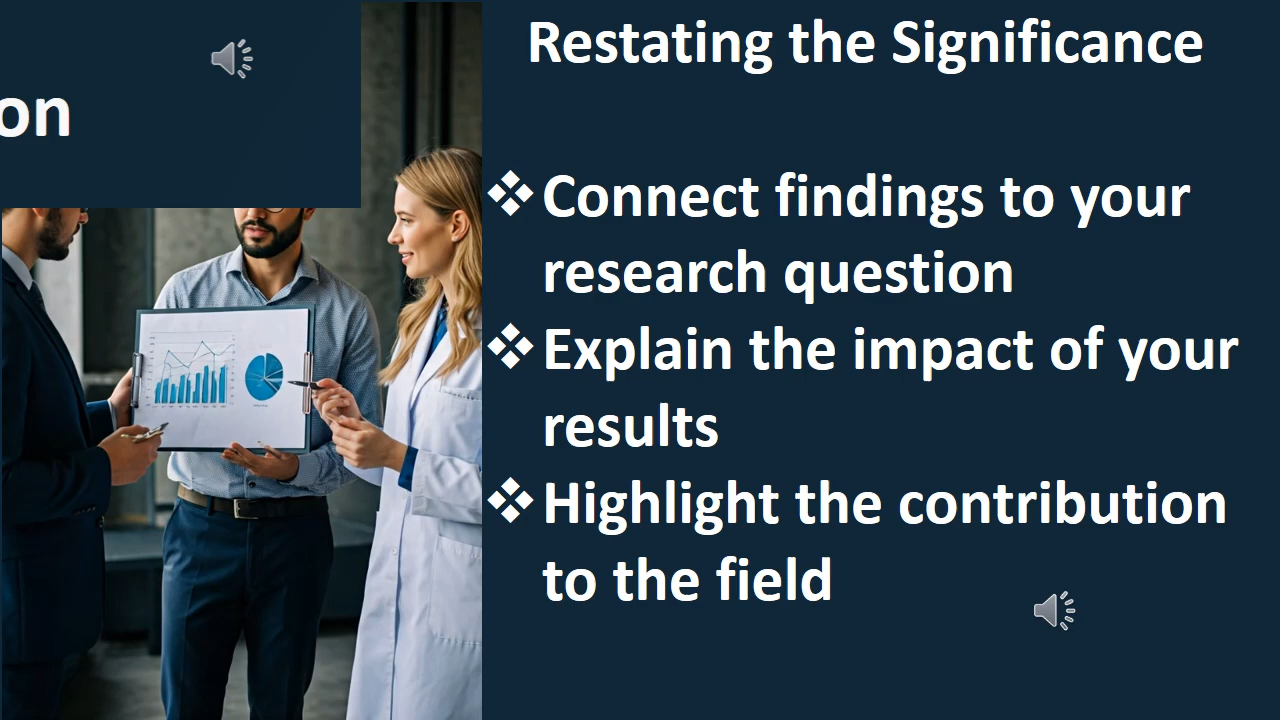 on
Restating the Significance
❖Connect findings to your
research question
❖Explain the impact of your
results
❖Highlight the contribution
to the field